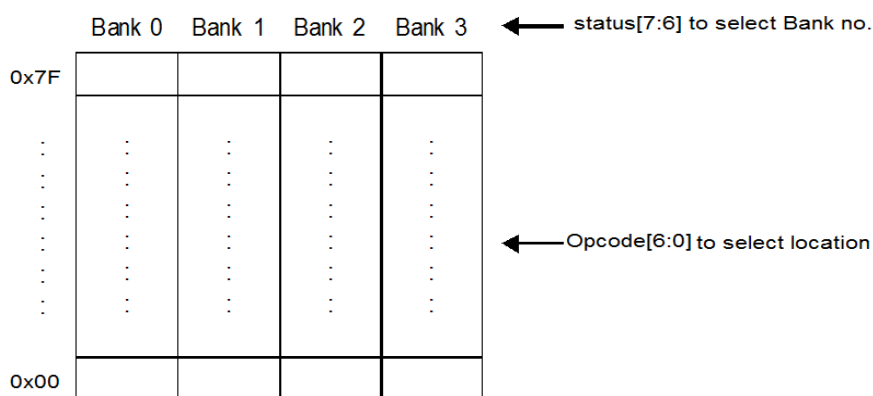 Bank 0 Bank 1 Bank 2 Bank 3 status[7:6] to select Bank no.
0x7F
Opcode[6:0] to select location
0x00